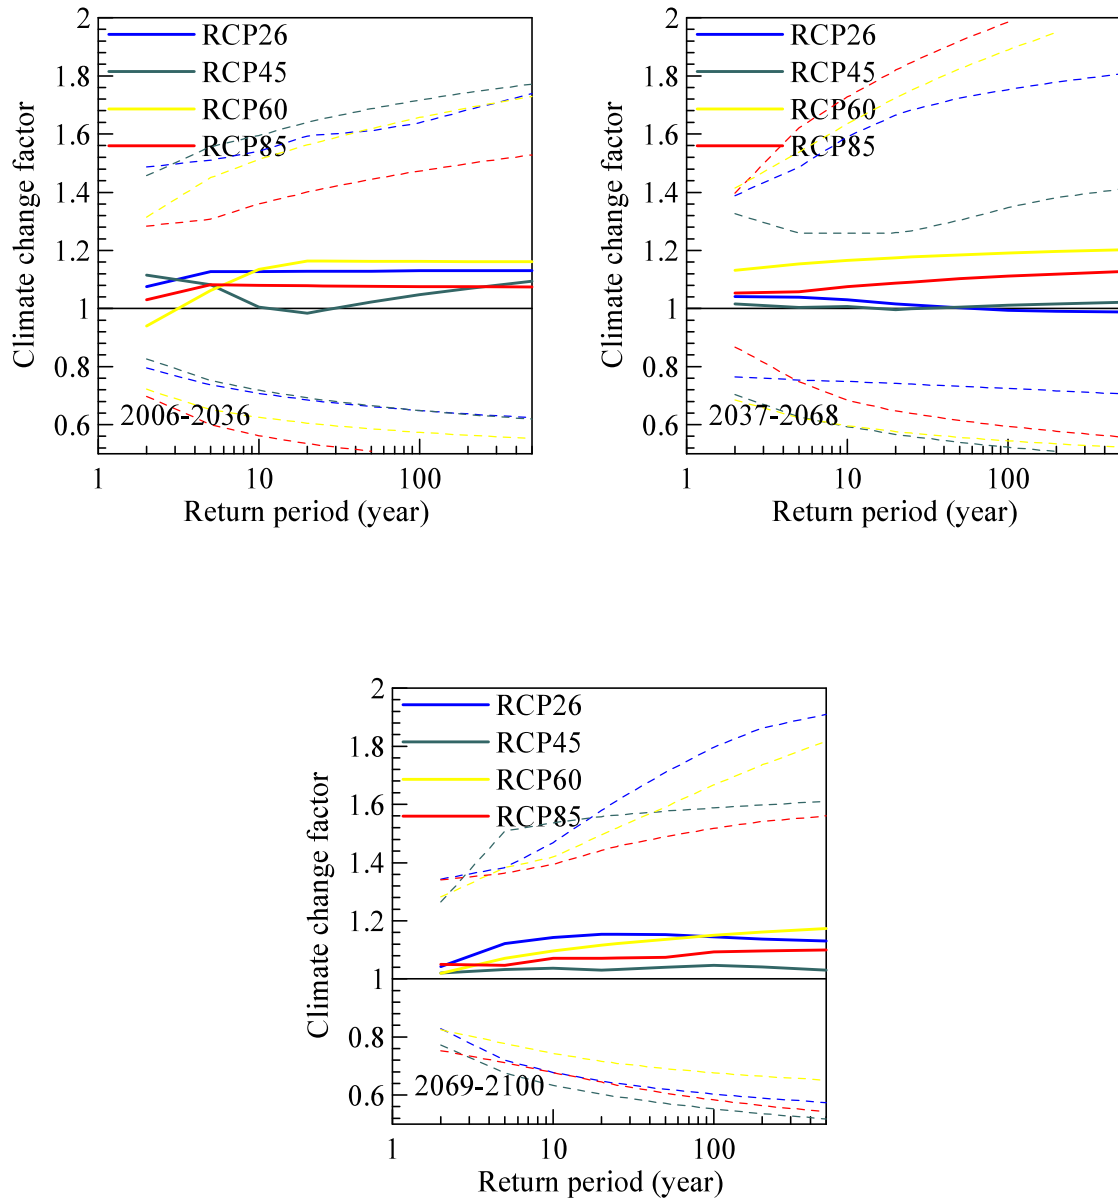 2
1.8
1.6
1.4
1.2
1
0.8
0.6
Climate change factor
RCP26
RCP45
RCP60
RCP85
2006-2036
1
10
100
Return period (year)
2
1.8
1.6
1.4
1.2
1
0.8
0.6
Climate change factor
RCP26
RCP45
RCP60
RCP85
2037-2068
1
10
100
Return period (year)
2
1.8
1.6
1.4
1.2
1
0.8
0.6
Climate change factor
RCP26
RCP45
RCP60
RCP85
2069-2100
1
10
100
Return period (year)